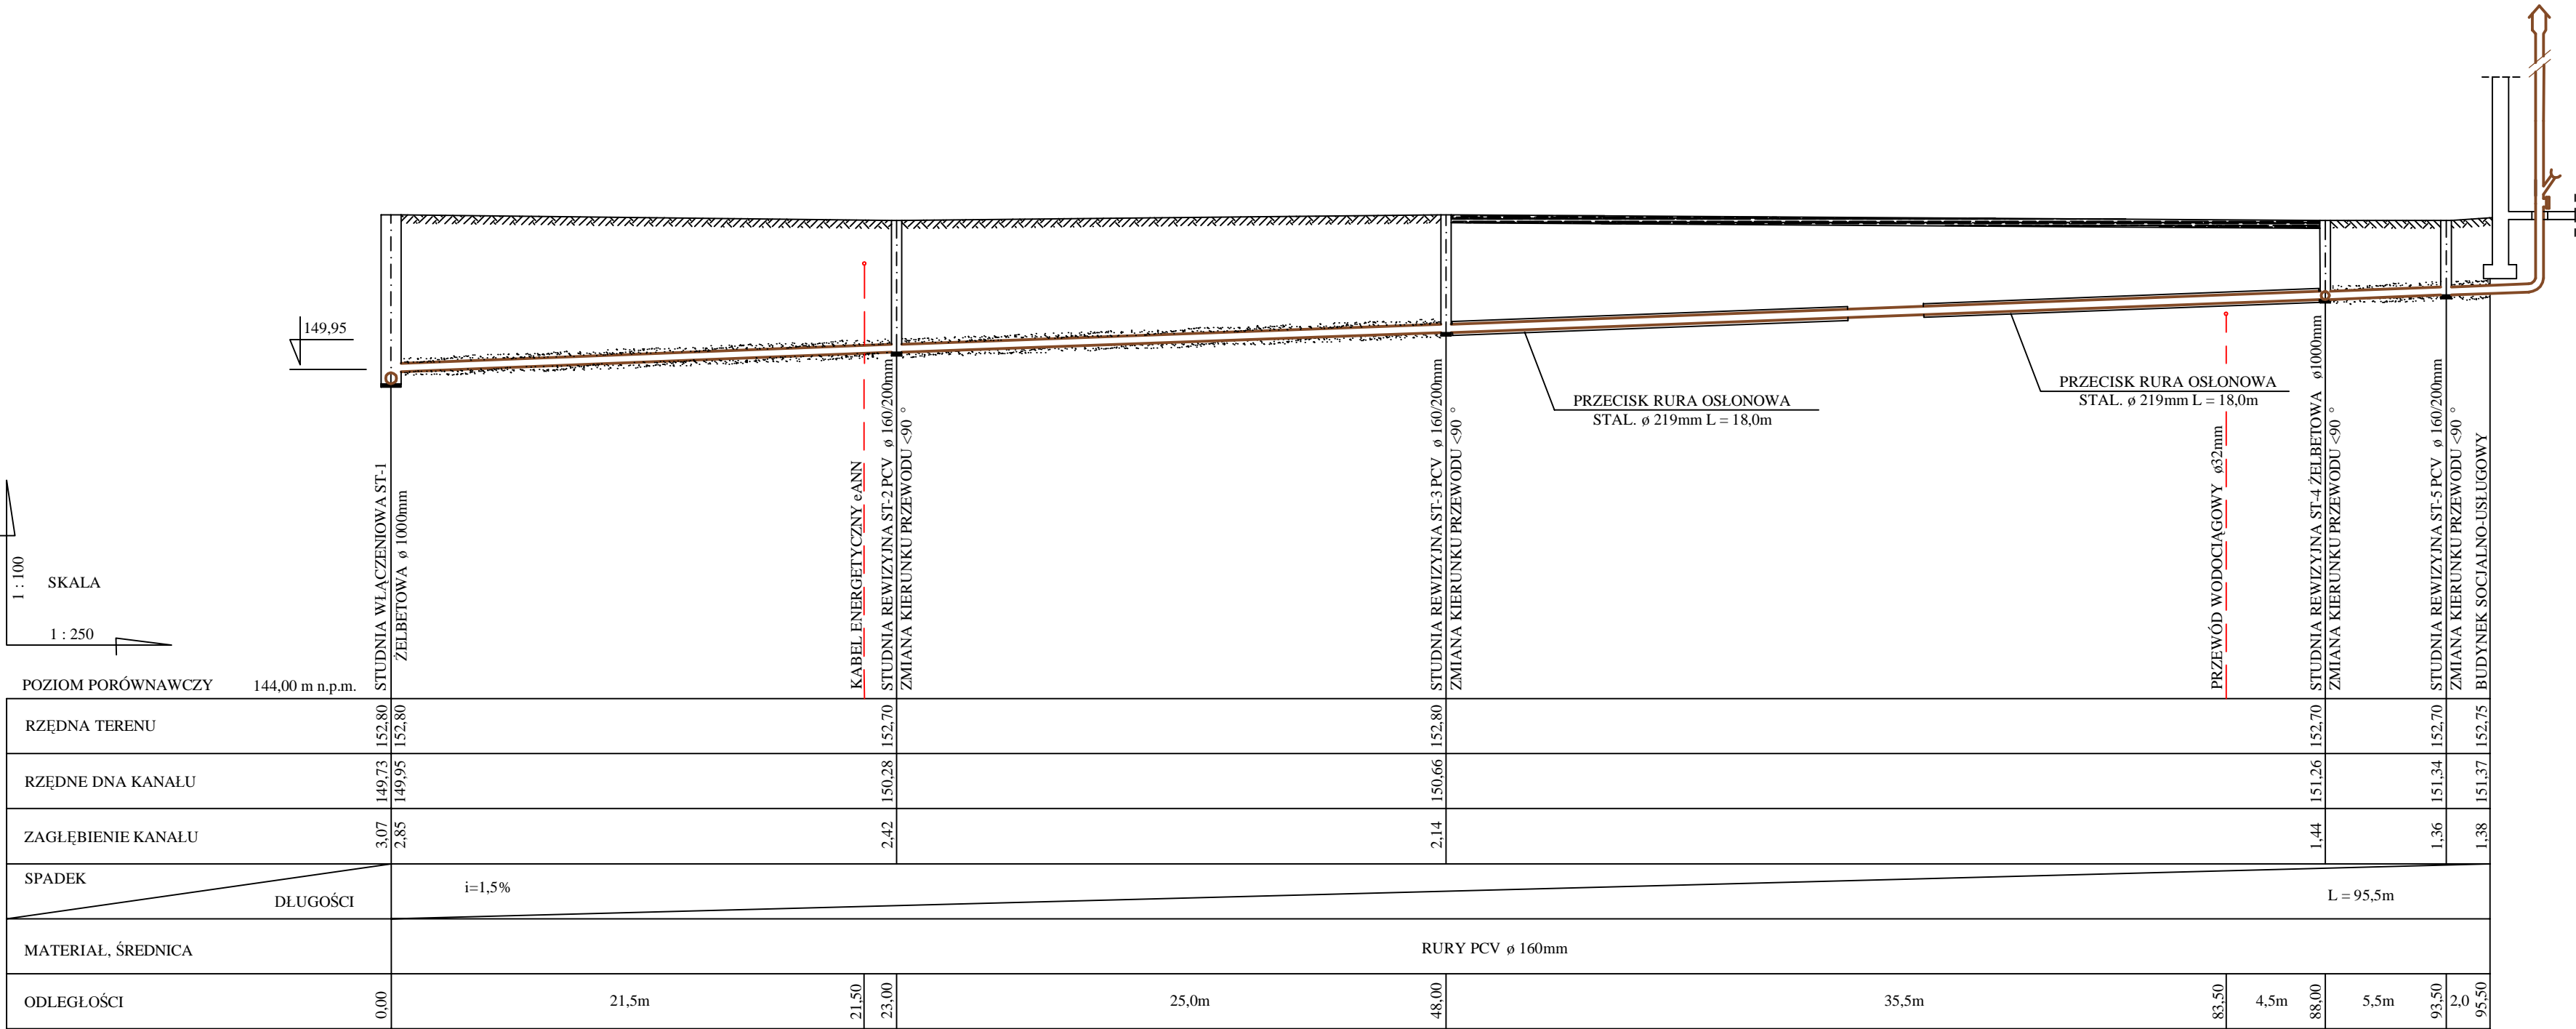 149,95
PRZECISK RURA OSŁONOWA
STAL. ø 219mm L = 18,0m
PRZECISK RURA OSŁONOWA
STAL. ø 219mm L = 18,0m
STUDNIA WŁĄCZENIOWA ST-1
ŻELBETOWA ø 1000mm
KABEL ENERGETYCZNY eANN
STUDNIA REWIZYJNA ST-2 PCV ø 160/200mm
ZMIANA KIERUNKU PRZEWODU <90 °
STUDNIA REWIZYJNA ST-3 PCV ø 160/200mm
ZMIANA KIERUNKU PRZEWODU <90 °
PRZEWÓD WODOCIĄGOWY ø32mm
STUDNIA REWIZYJNA ST-4 ŻELBETOWA ø1000mm
ZMIANA KIERUNKU PRZEWODU <90 °
STUDNIA REWIZYJNA ST-5 PCV ø 160/200mm
ZMIANA KIERUNKU PRZEWODU <90 °
BUDYNEK SOCJALNO-USŁUGOWY
1 : 100
SKALA
1 : 250
POZIOM PORÓWNAWCZY 144,00 m n.p.m.
RZĘDNA TERENU 152,80 152,80 152,70 152,80 152,70 152,70 152,75
RZĘDNE DNA KANAŁU 149,73 149,95 150,28 150,66 151,26 151,34 151,37
ZAGŁĘBIENIE KANAŁU 3,07 2,85 2,42 2,14 1,44 1,36 1,38
SPADEK
DŁUGOŚCI
i=1,5%
L = 95,5m
MATERIAŁ, ŚREDNICA RURY PCV ø 160mm
ODLEGŁOŚCI 0,00 21,5m 21,50 23,00 25,0m 48,00 35,5m 83,50 4,5m 88,00 5,5m 93,50 2,0 95,50